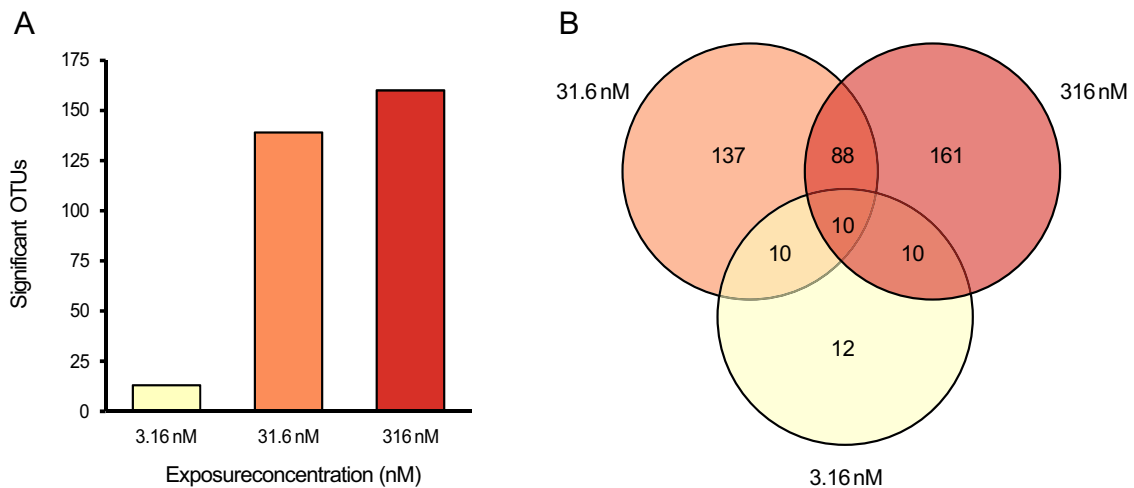 A
Significant OTUs
175
150
125
100
75
50
25
0
3.16 nM 31.6 nM 316 nM
Exposureconcentration (nM)
B
31.6 nM
316 nM
137 88 161
10
10 10
12
3.16 nM